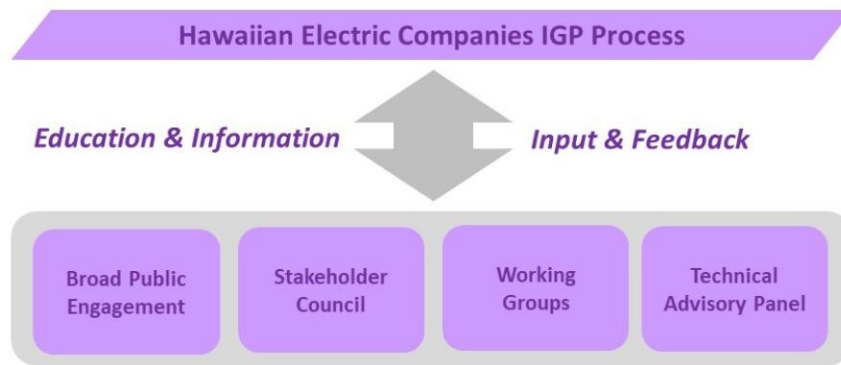 Hawaiian Electric Companies IGP Process
Education & Information
Input & Feedback
Broad Public
Engagement
Stakeholder
Council
Working
Groups
Technical
Advisory Panel